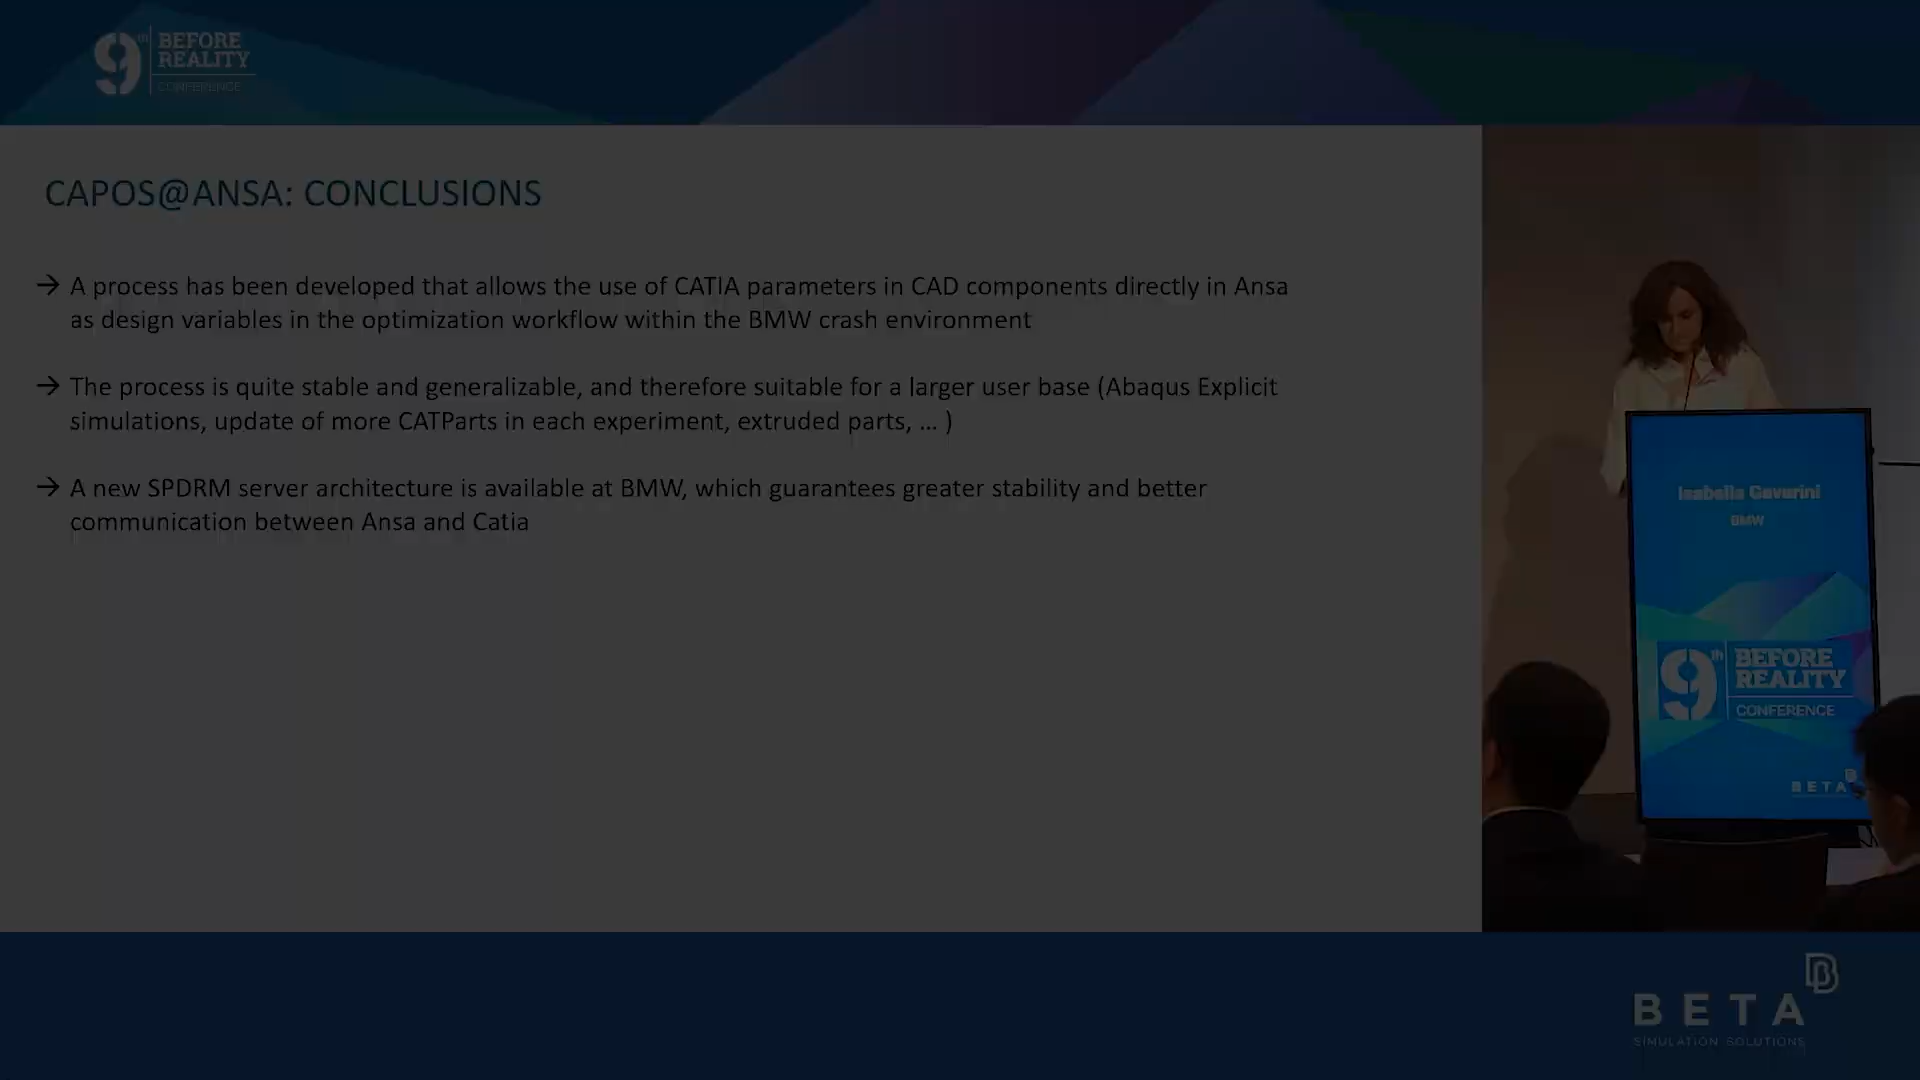 9th
BEFORE
REALITY
CONFERENCE
CAPOS@ANSA: CONCLUSIONS
→ A process has been developed that allows the use of CATIA parameters in CAD components directly in Ansa
as design variables in the optimization workflow within the BMW crash environment
→ The process is quite stable and generalizable, and therefore suitable for a larger user base (Abaqus Explicit
simulations, update of more CATParts in each experiment, extruded parts, ... )
→ A new SPDRM server architecture is available at BMW, which guarantees greater stability and better
communication between Ansa and Catia
Isabella Gavurini
BMW
9th
BEFORE
REALITY
CONFERENCE
BETA
BETA
SIMULATION SOLUTIONS